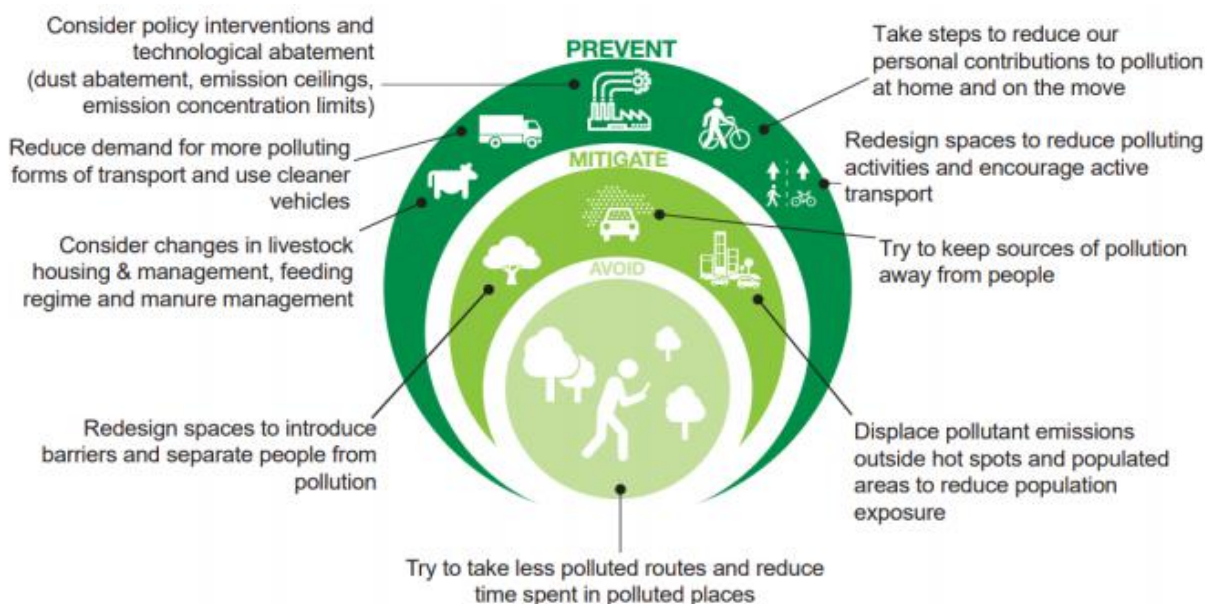 Consider policy interventions and
technological abatement
(dust abatement, emission ceilings,
emission concentration limits)
Reduce demand for more polluting
forms of transport and use cleaner
vehicles
Consider changes in livestock
housing & management, feeding
regime and manure management
Redesign spaces to introduce
barriers and separate people from
pollution
PREVENT
MITIGATE
AVOID
Take steps to reduce our
personal contributions to pollution
at home and on the move
Redesign spaces to reduce polluting
activities and encourage active
transport
Try to keep sources of pollution
away from people
Displace pollutant emissions
outside hot spots and populated
areas to reduce population
exposure
Try to take less polluted routes and reduce
time spent in polluted places